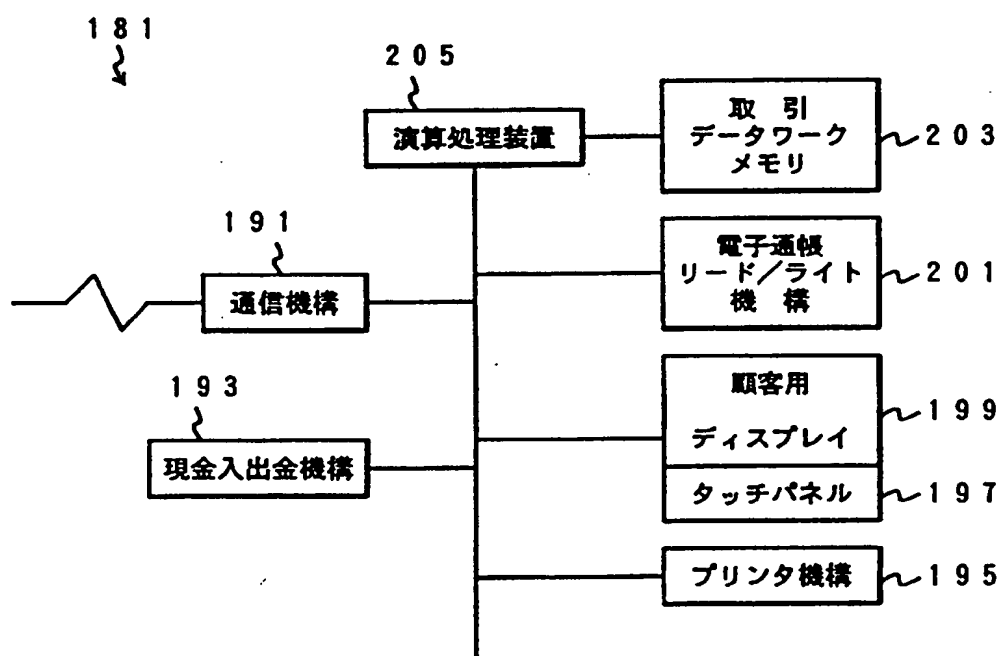 181
205
演算処理装置
取 引
データワーク
メモリ
203
191
通信機構
電子通帳
リード/ライト
機 構
201
193
現金入出金機構
顧客用
ディスプレイ
199
タッチパネル
197
プリンタ機構
195